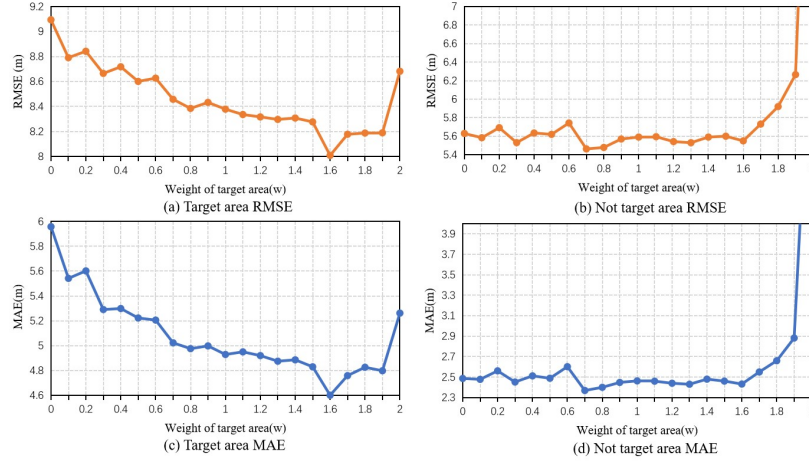 9.2
9
8.8
8.6
8.4
8.2
8
RMSE (m)
0 0.2 0.4 0.6 0.8 1 1.2 1.4 1.6 1.8 2
Weight of target area(w)
(a) Target area RMSE
7
6.8
6.6
6.4
6.2
6
5.8
5.6
5.4
RMSE (m)
0 0.2 0.4 0.6 0.8 1 1.2 1.4 1.6 1.8
Weight of target area(w)
(b) Not target area RMSE
6
5.8
5.6
5.4
5.2
5
4.8
4.6
MAE(m)
0 0.2 0.4 0.6 0.8 1 1.2 1.4 1.6 1.8 2
Weight of target area(w)
(c) Target area MAE
3.9
3.7
3.5
3.3
3.1
2.9
2.7
2.5
2.3
MAE(m)
0 0.2 0.4 0.6 0.8 1 1.2 1.4 1.6 1.8
Weight of target area(w)
(d) Not target area MAE